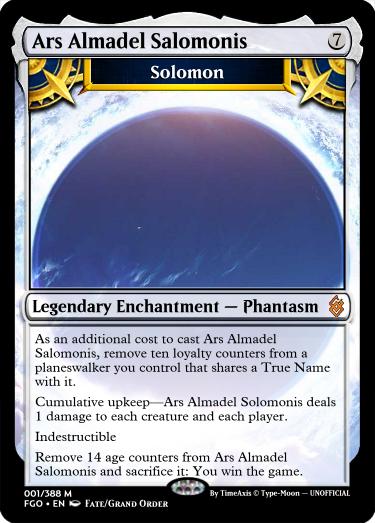 Ars Almadel Salomonis 7
Solomon
Legendary Enchantment — Phantasm
As an additional cost to cast Ars Almadel
Salomonis, remove ten loyalty counters from a
planeswalker you control that shares a True Name
with it.
Cumulative upkeep—Ars Almadel Salomonis deals
1 damage to each creature and each player.
Indestructible
Remove 14 age counters from Ars Almadel
Salomonis and sacrifice it: You win the game.
001/388 M
FGO • EN Fate/Grand Order
By TimeAxis © Type-Moon — UNOFFICIAL